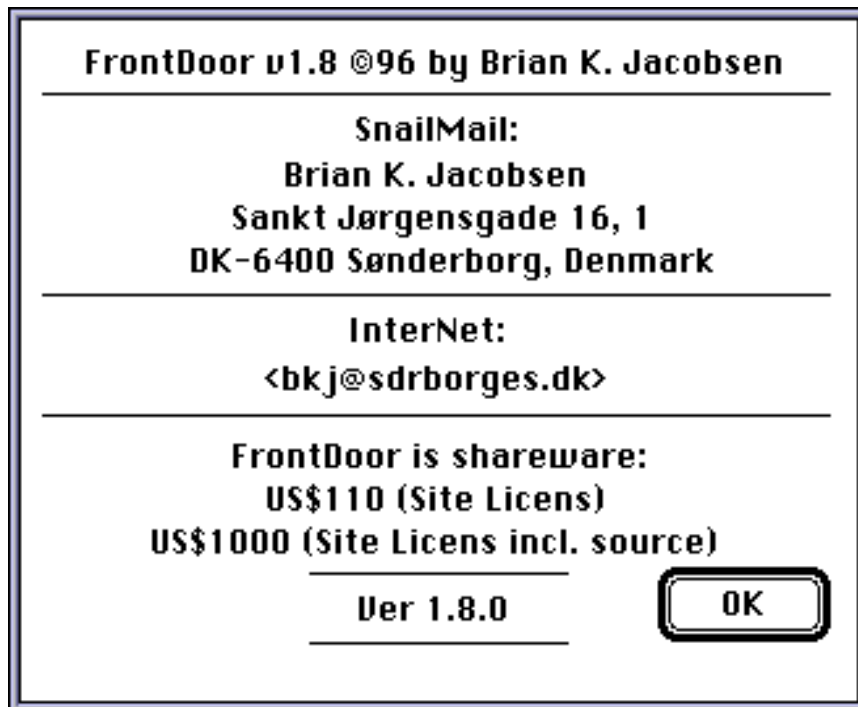 FrontDoor v1.8 ©96 by Brian K. Jacobsen
SnailMail:
Brian K. Jacobsen
Sankt Jørgensgade 16, 1
DK-6400 Sønderborg, Denmark
InterNet:
<bkj@sdrborges.dk>
FrontDoor is shareware:
US$110 (Site Licens)
US$1000 (Site Licens incl. source)
Ver 1.8.0
OK